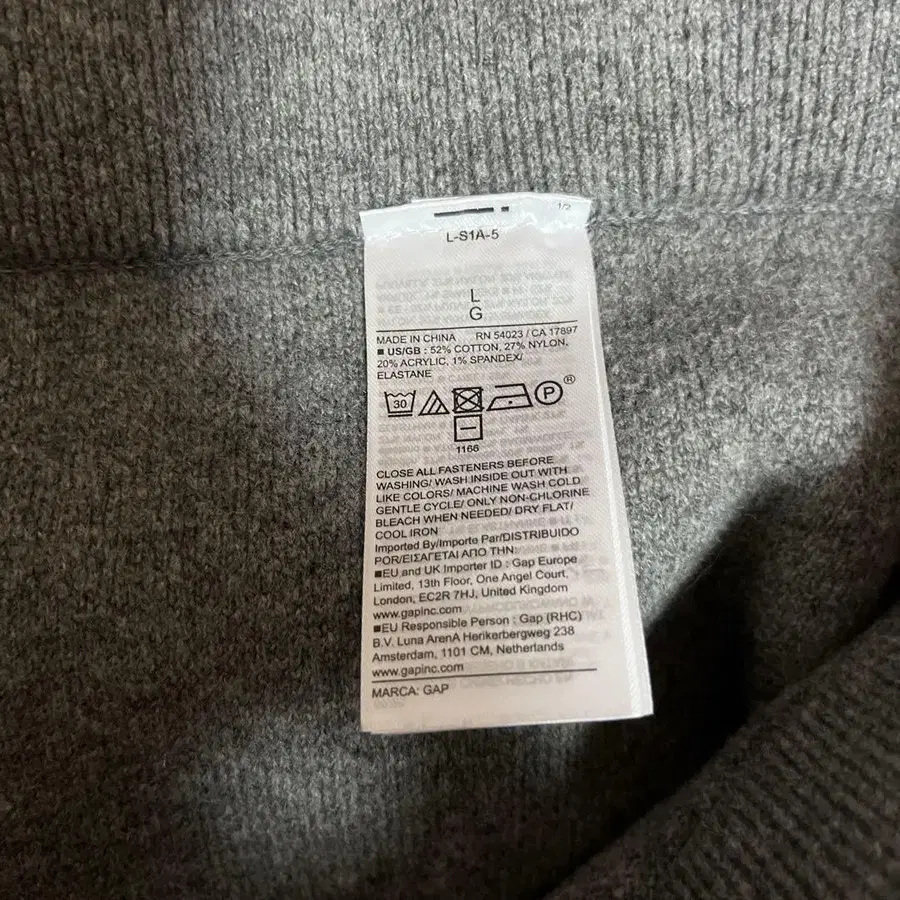 1/2
L-S1A-5
L
G
MADE IN CHINA RN 54023 / CA 17897
■ US/GB : 52% COTTON, 27% NYLON,
20% ACRYLIC, 1% SPANDEX/
ELASTANE
30 P®
1166
CLOSE ALL FASTENERS BEFORE
WASHING/ WASH INSIDE OUT WITH
LIKE COLORS/ MACHINE WASH COLD
GENTLE CYCLE/ ONLY NON-CHLORINE
BLEACH WHEN NEEDED/ DRY FLAT/
COOL IRON
Imported By/Importe Par/DISTRIBUIDO
POR/ΕΙΣΑΓΕΤΑΙ ΑΠΟ ΤΗΝ:
■EU and UK Importer ID : Gap Europe
Limited, 13th Floor, One Angel Court,
London, EC2R 7HJ, United Kingdom
www.gapinc.com
■EU Responsible Person : Gap (RHC)
B.V. Luna ArenA Herikerbergweg 238
Amsterdam, 1101 CM, Netherlands
www.gapinc.com
MARCA: GAP